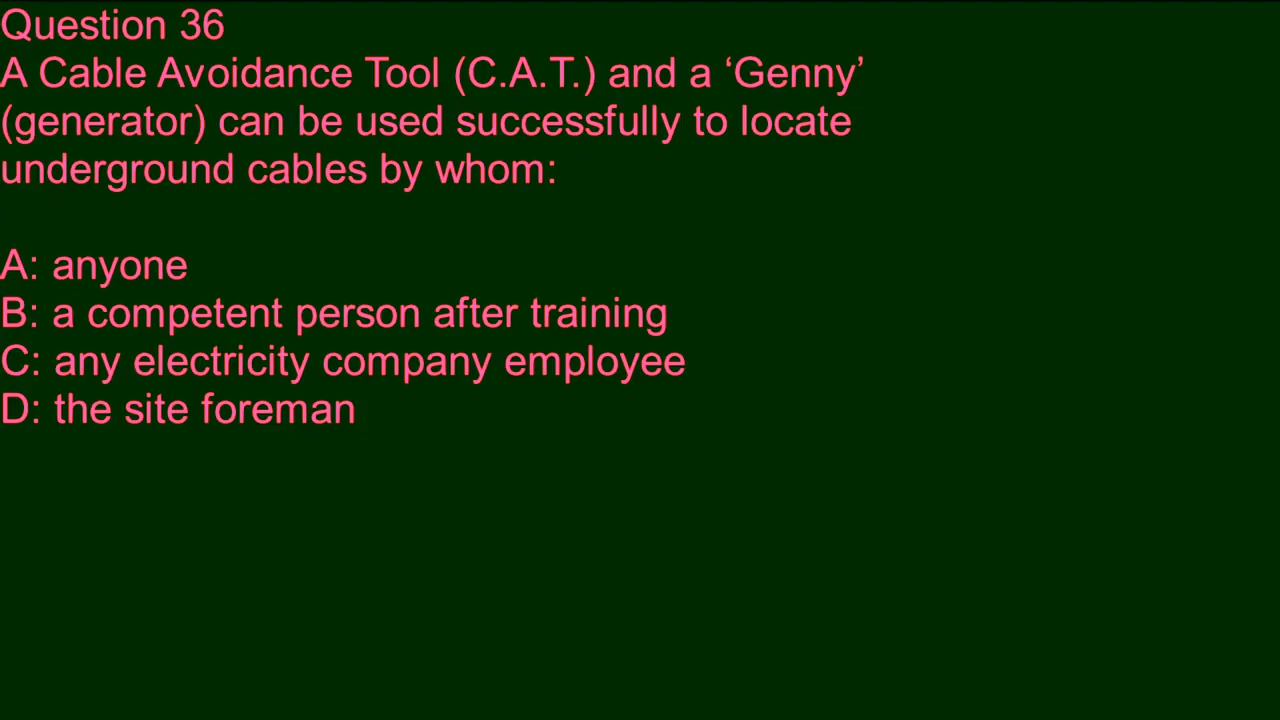 Question 36
A Cable Avoidance Tool (C.A.T.) and a ‘Genny’
(generator) can be used successfully to locate
underground cables by whom:
A: anyone
B: a competent person after training
C: any electricity company employee
D: the site foreman